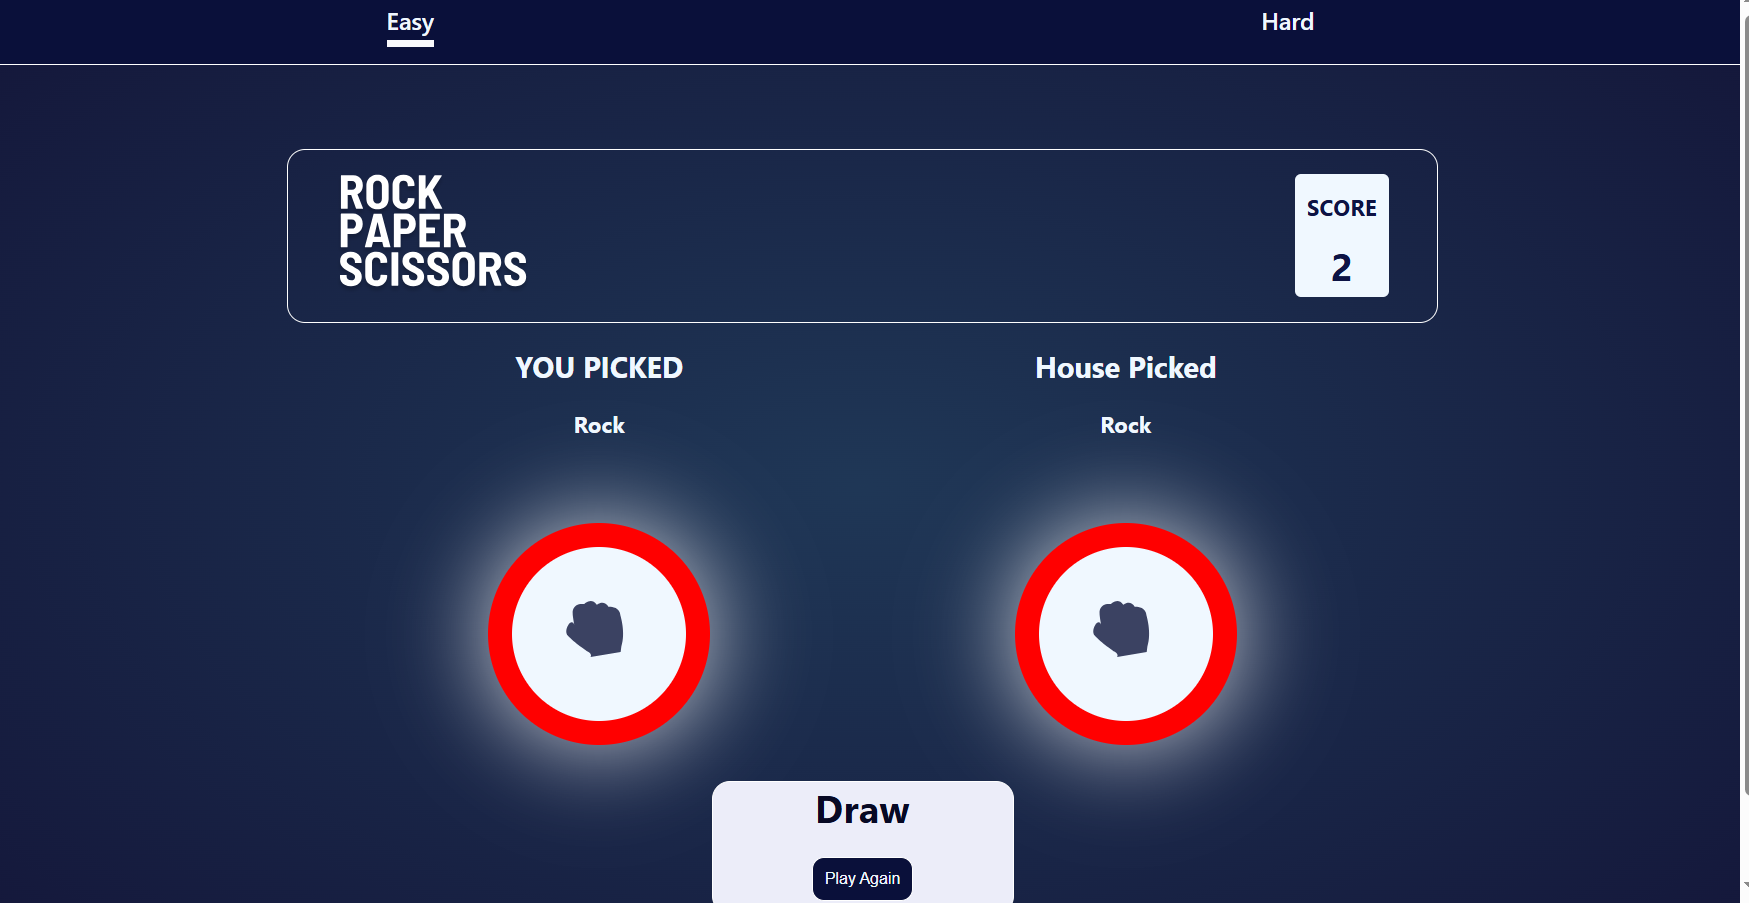 Easy
Hard
ROCK
PAPER
SCISSORS
SCORE
2
YOU PICKED
House Picked
Rock
Rock
Draw
Play Again